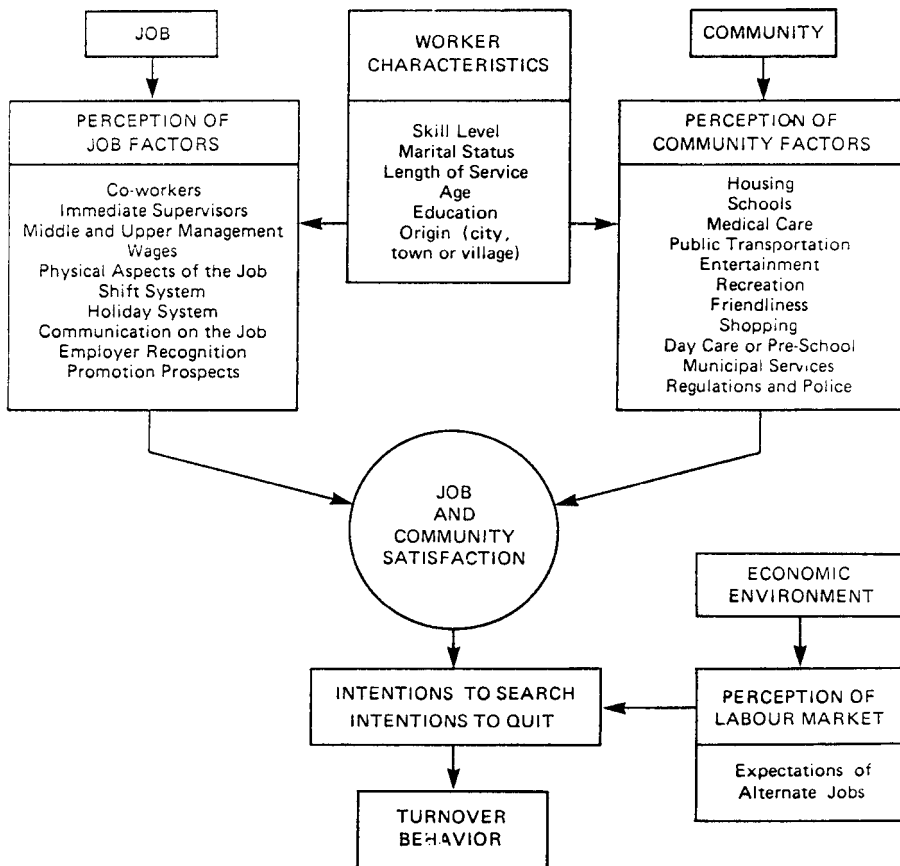 JOB
WORKER
CHARACTERISTICS
Skill Level
Marital Status
Length of Service
Age
Education
Origin (city,
town or village)
COMMUNITY
PERCEPTION OF
JOB FACTORS
Co-workers
Immediate Supervisors
Middle and Upper Management
Wages
Physical Aspects of the Job
Shift System
Holiday System
Communication on the Job
Employer Recognition
Promotion Prospects
PERCEPTION OF
COMMUNITY FACTORS
Housing
Schools
Medical Care
Public Transportation
Entertainment
Recreation
Friendliness
Shopping
Day Care or Pre-School
Municipal Services
Regulations and Police
JOB
AND
COMMUNITY
SATISFACTION
ECONOMIC
ENVIRONMENT
INTENTIONS TO SEARCH
INTENTIONS TO QUIT
PERCEPTION OF
LABOUR MARKET
Expectations of
Alternate Jobs
TURNOVER
BEHAVIOR